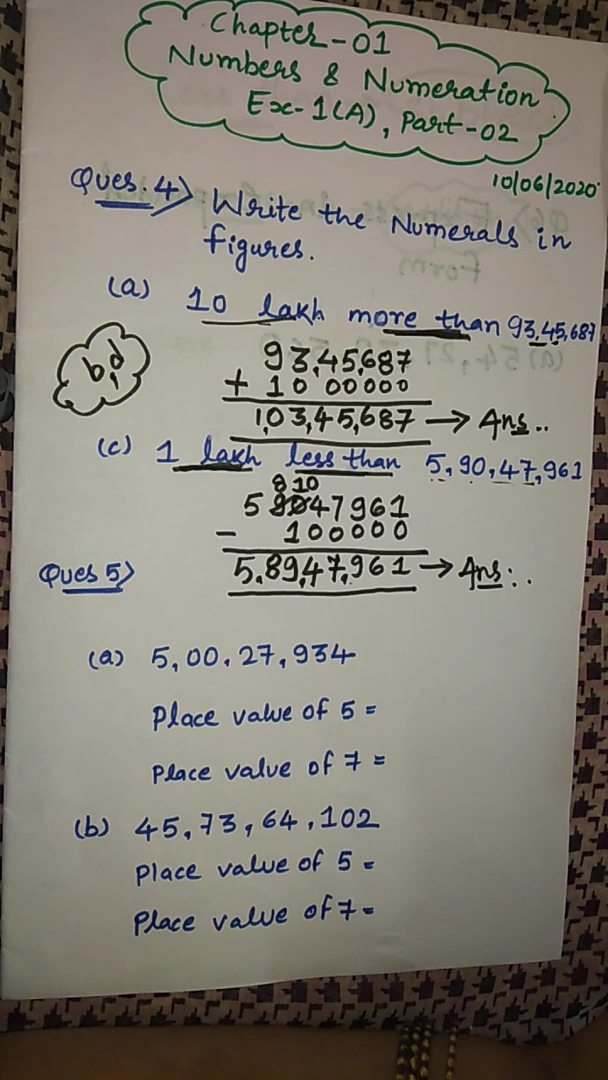 Chapter-01
Numbers & Numeration
Ex-1(A), Part-02
10/06/2020
Ques.4> Write the Numerals in
figures.
(a) 10 lakh more than 93,45,687
93,45,687
+ 10 00000
1,03,45,687 → Ans..
b,d
(c) 1 lakh less than 5,90,47,961
8 10
59047961
- 100000
5,89,47,961 → Ans:.
Ques 5>
(a) 5,00,27,934
Place value of 5 =
Place value of 7 =
(b) 45,73,64,102
Place value of 5 =
Place value of 7 =